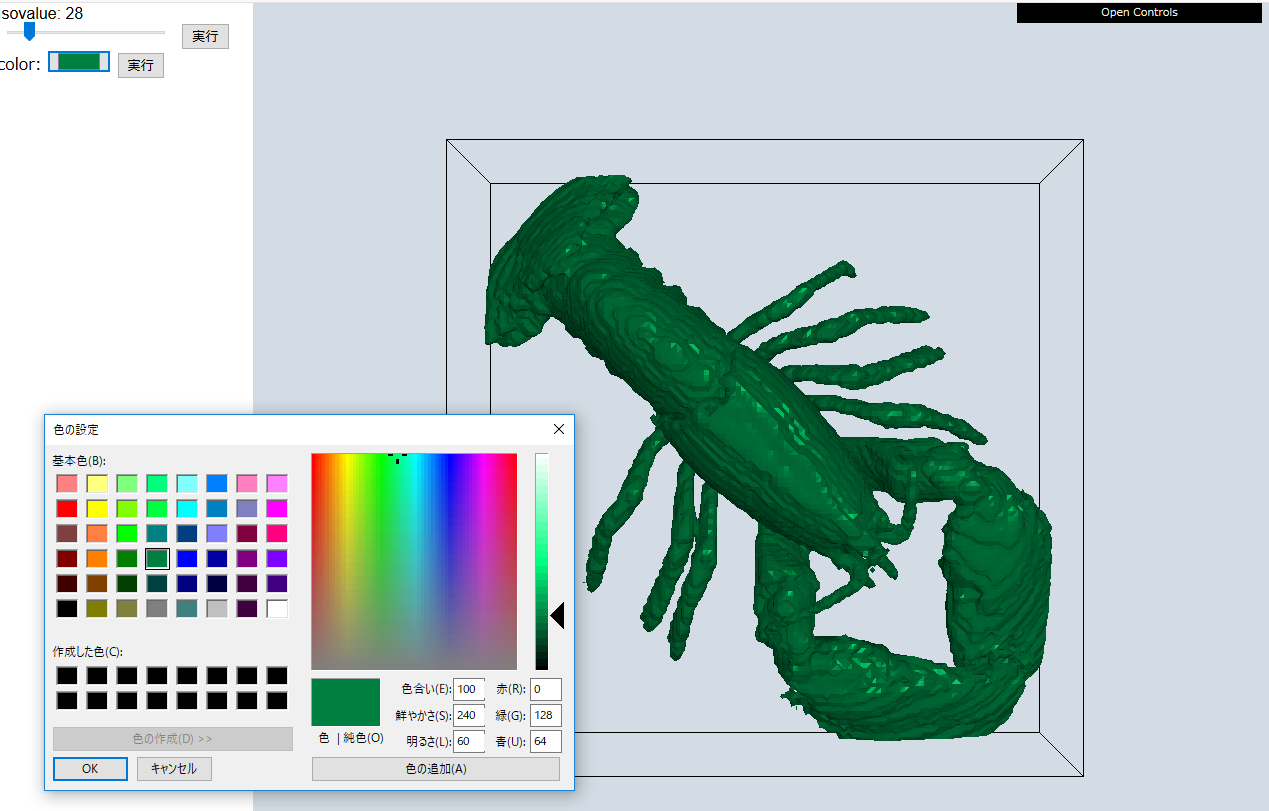 sovalue: 28
実行
color:
実行
Open Controls
色の設定
基本色(B):
作成した色(C):
色の作成(D) >>
OK
キャンセル
色合い(E): 100
赤(R): 0
鮮やかさ(S): 240
緑(G): 128
色 | 純色(O)
明るさ(L): 60
青(U): 64
色の追加(A)